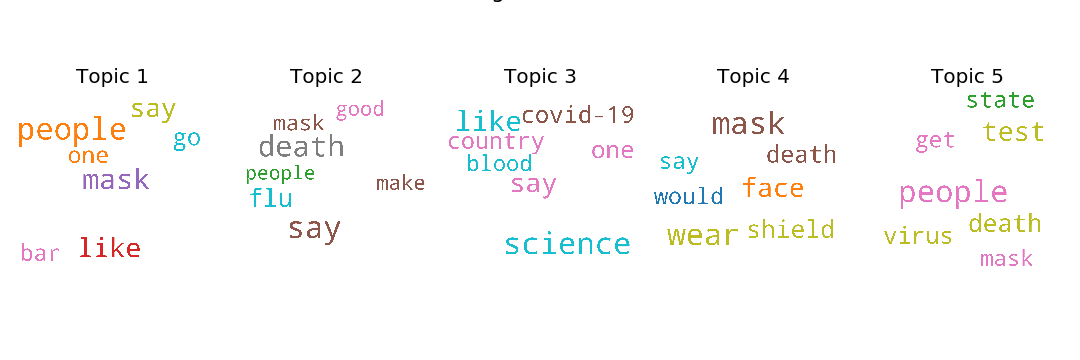 Topic 1
say
people
go
one
mask
bar like
Topic 2
good
mask
death
people
make
flu
say
Topic 3
like covid-19
country
one
blood
say
science
Topic 4
mask
death
say
face
would
wear shield
Topic 5
state
test
get
people
death
virus
mask